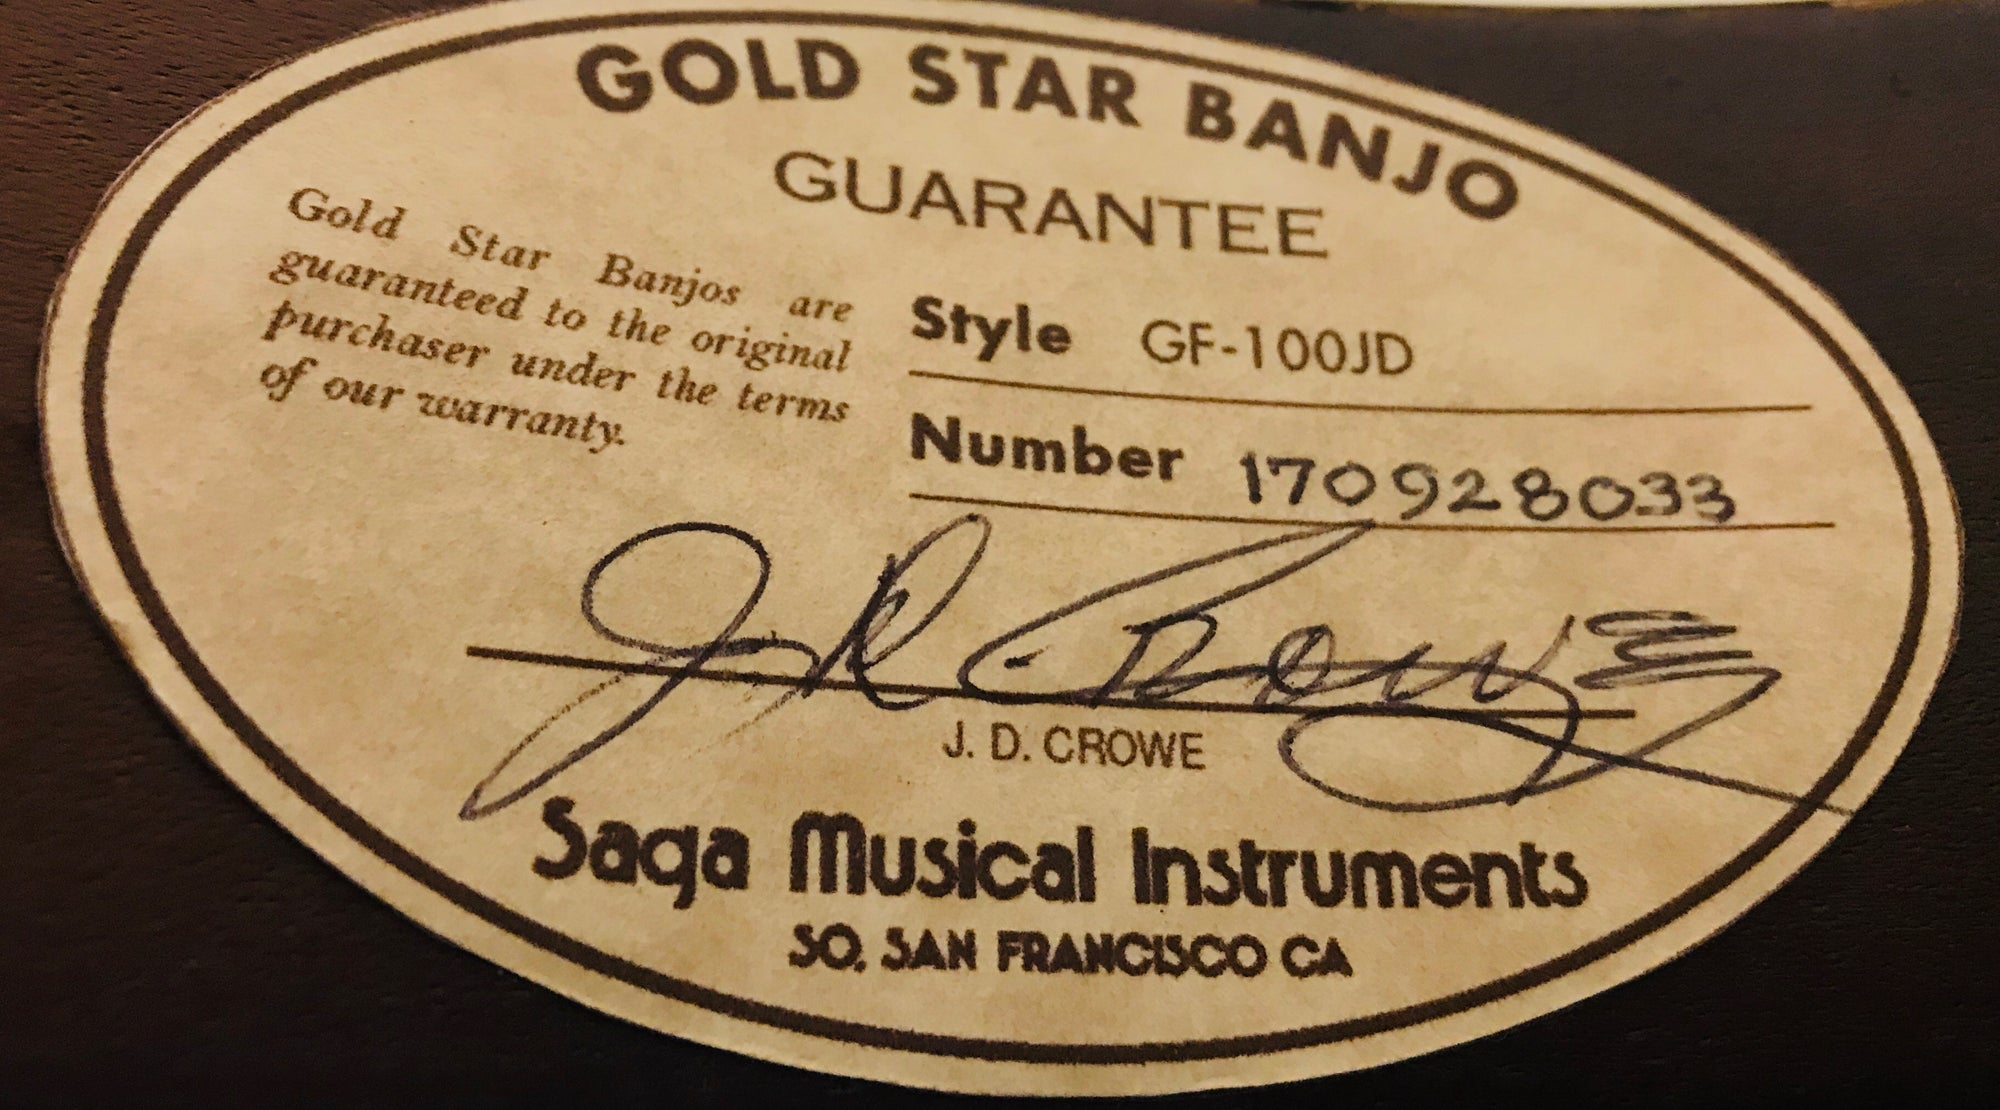 GOLD STAR BANJO
GUARANTEE
Gold Star Banjos are
guaranteed to the original
purchaser under the terms
of our warranty.
Style GF-100JD
Number 170928033
J D Crowe
J. D. CROWE
Saga Musical Instruments
SO. SAN FRANCISCO CA